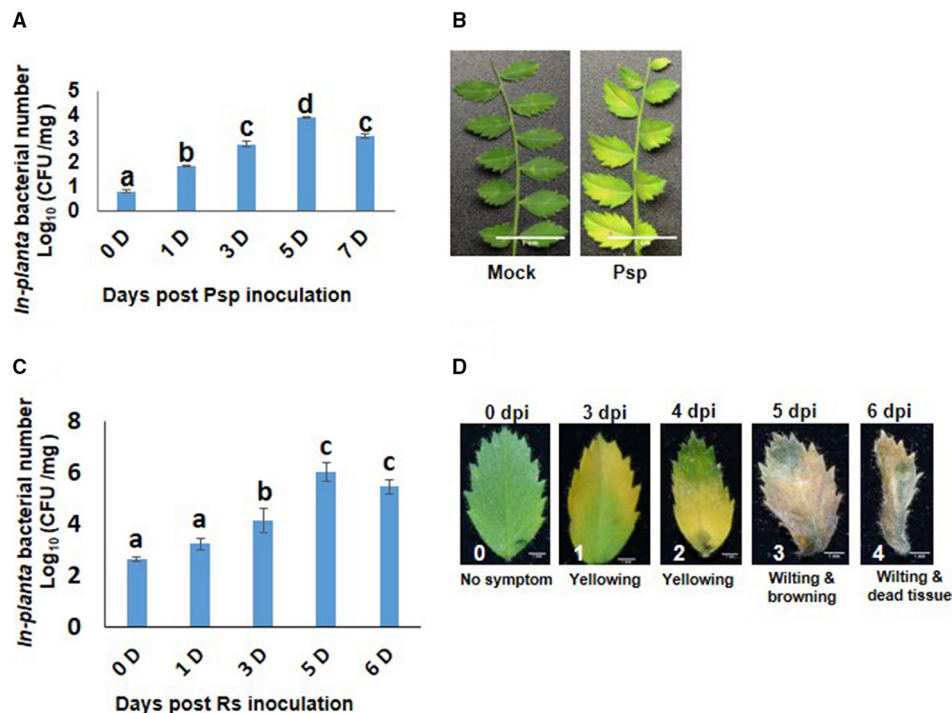 A
In-planta bacterial number
Log10 (CFU /mg)
5
4
3
2
1
0
a
b
c
d
c
0 D
1 D
3 D
5 D
7 D
Days post Psp inoculation
B
1 cm
cm
Mock
Psp
C
In-planta bacterial number
Log10 (CFU/mg )
8
6
4
2
0
a
a
b
c
c
0 D
1 D
3 D
5 D
6 D
Days post Rs inoculation
D
0 dpi 3 dpi 4 dpi 5 dpi 6 dpi
0 1 2 3 4
No symptom
Yellowing
Yellowing
Wilting &
browning
Wilting &
dead tissue